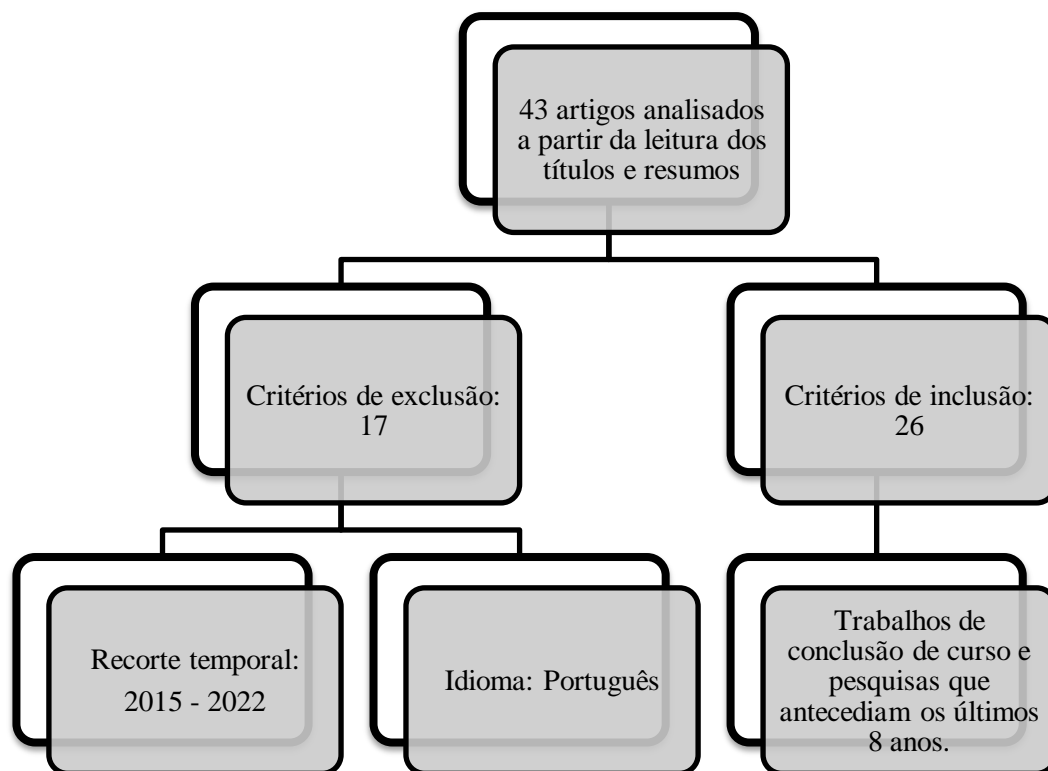 43 artigos analisados
a partir da leitura dos
títulos e resumos
Critérios de exclusão:
17
Critérios de inclusão:
26
Recorte temporal:
2015 - 2022
Idioma: Português
Trabalhos de
conclusão de curso e
pesquisas que
antecediam os últimos
8 anos.